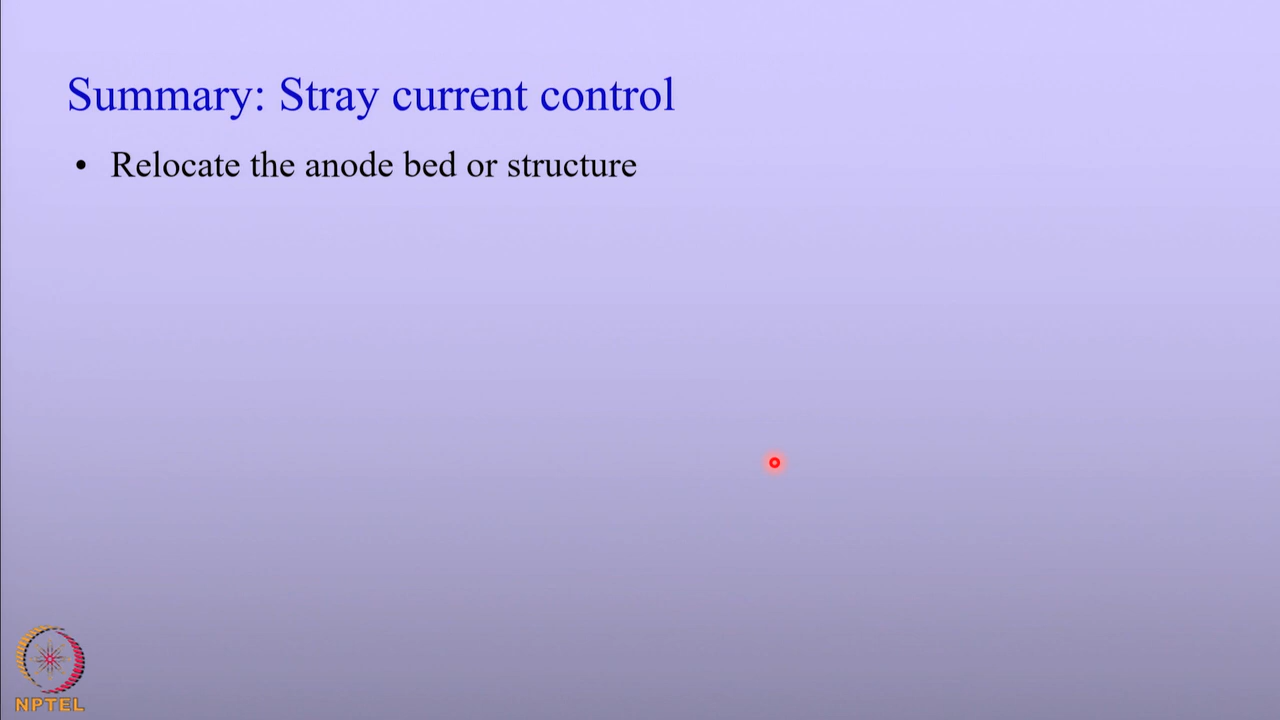 Summary: Stray current control
• Relocate the anode bed or structure
NPTEL